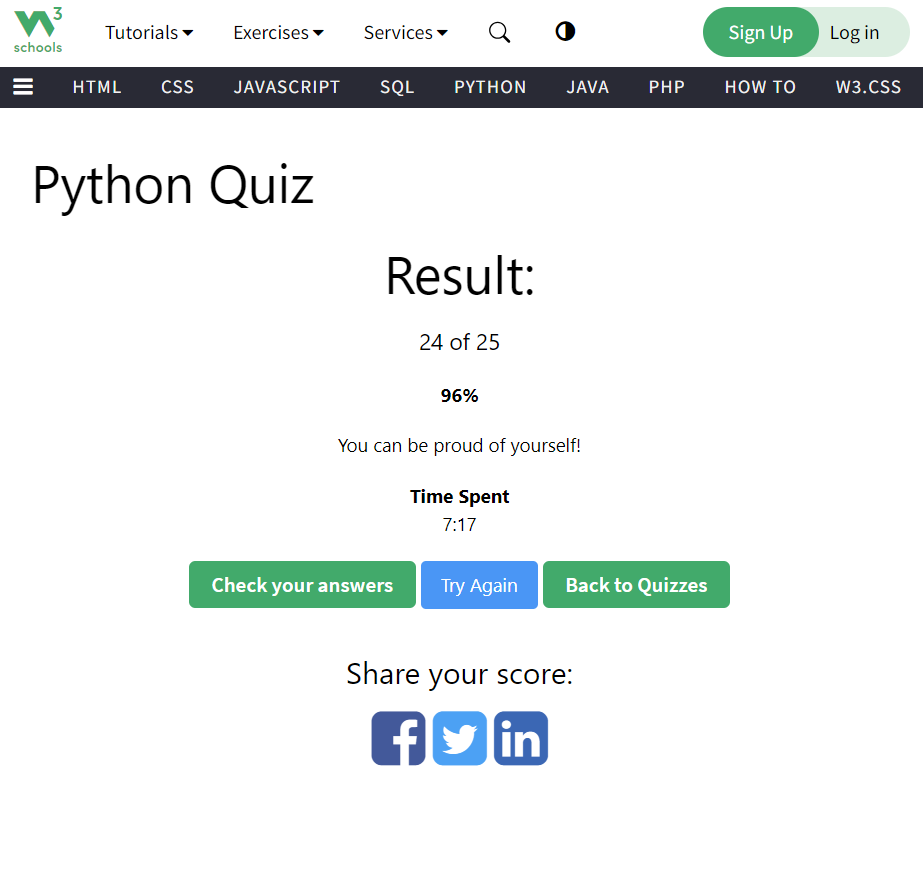 W3
schools
Tutorials Exercises Services Sign Up Log in
HTML CSS JAVASCRIPT SQL PYTHON JAVA PHP HOW TO W3.CSS
Python Quiz
Result:
24 of 25
96%
You can be proud of yourself!
Time Spent
7:17
Check your answers Try Again Back to Quizzes
Share your score:
f in